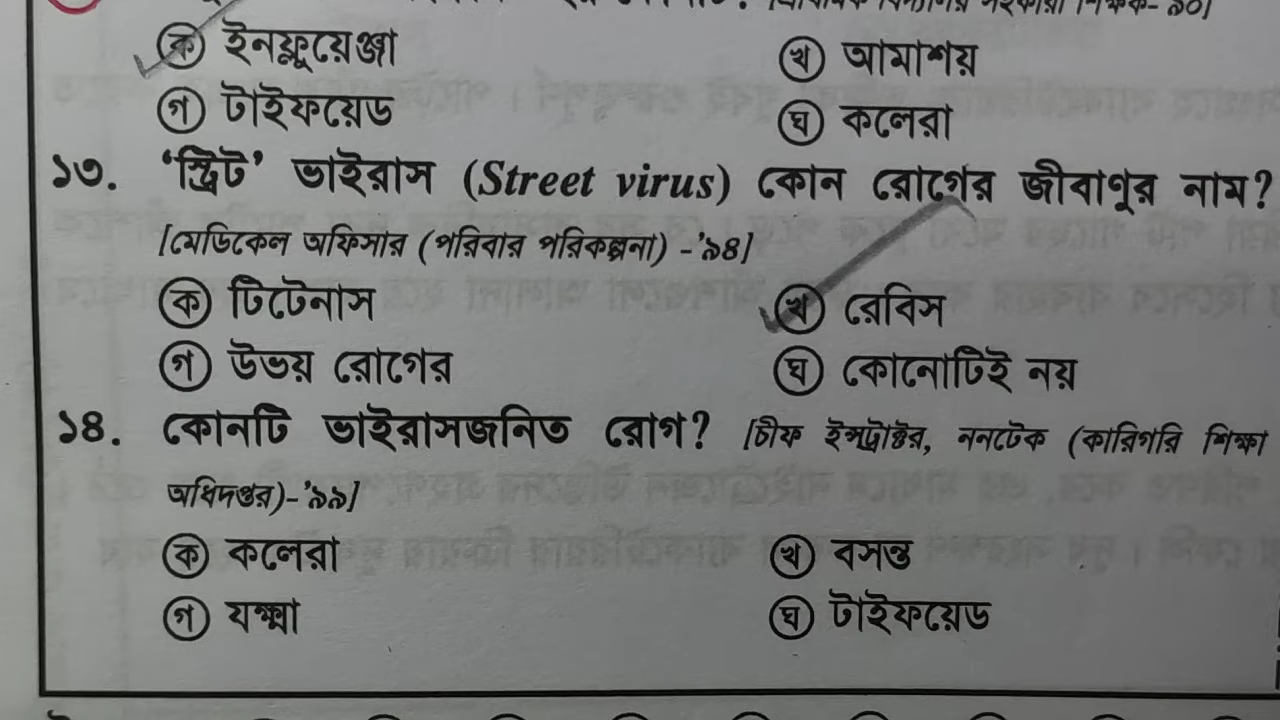 ক ইনফ্লুয়েঞ্জা খ আমাশয়
গ টাইফয়েড ঘ কলেরা
১৩. ‘স্ট্রিট’ ভাইরাস (Street virus) কোন রোগের জীবাণুর নাম?
[মেডিকেল অফিসার (পরিবার পরিকল্পনা) -’৯৪]
ক টিটেনাস খ রেবিস
গ উভয় রোগের ঘ কোনোটিই নয়
১৪. কোনটি ভাইরাসজনিত রোগ? [চীফ ইন্সট্রাক্টর, ননটেক (কারিগরি শিক্ষা
অধিদপ্তর)-’৯৯]
ক কলেরা খ বসন্ত
গ যক্ষ্মা ঘ টাইফয়েড